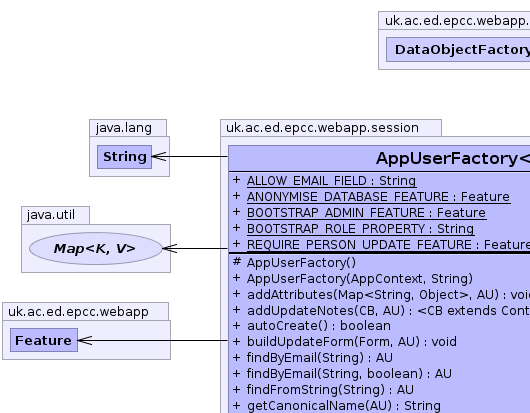 uk.ac.ed.epcc.webapp.
DataObjectFactory
java.lang
String
uk.ac.ed.epcc.webapp.session
AppUserFactory<
+ ALLOW_EMAIL_FIELD : String
+ ANONYMISE_DATABASE_FEATURE : Feature
+ BOOTSTRAP_ADMIN_FEATURE : Feature
+ BOOTSTRAP_ROLE_PROPERTY : String
+ REQUIRE_PERSON_UPDATE_FEATURE : Feature
java.util
Map<K, V>
# AppUserFactory()
+ AppUserFactory(AppContext, String)
+ addAttributes(Map<String, Object>, AU) : void
+ addUpdateNotes(CB, AU) : <CB extends Cont
+ autoCreate() : boolean
+ buildUpdateForm(Form, AU) : void
+ findByEmail(String) : AU
+ findByEmail(String, boolean) : AU
+ findFromString(String) : AU
+ getCanonicalName(AU) : String
uk.ac.ed.epcc.webapp
Feature